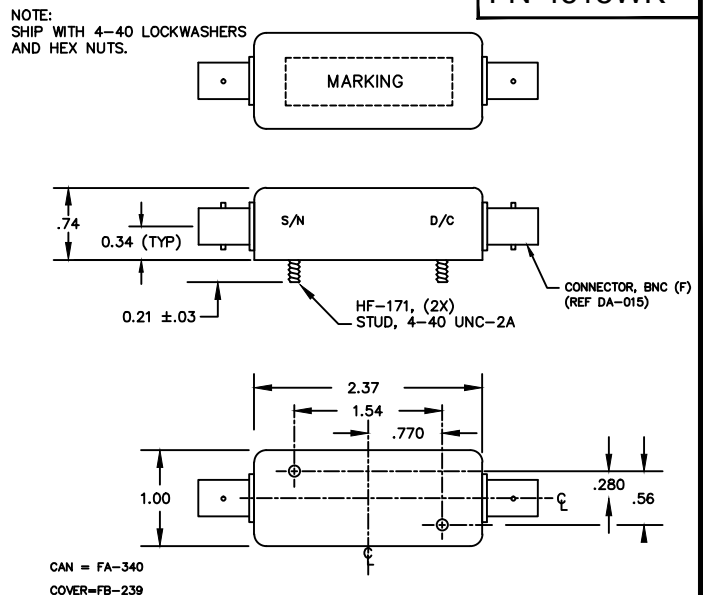 NOTE:
SHIP WITH 4-40 LOCKWASHERS
AND HEX NUTS.
MARKING
.74
0.34 (TYP)
S/N
D/C
0.21 ±.03
HF-171, (2X)
STUD, 4-40 UNC-2A
CONNECTOR, BNC (F)
(REF DA-015)
2.37
1.54
.770
1.00
.280
.56
CL
CL
CAN = FA-340
COVER=FB-239